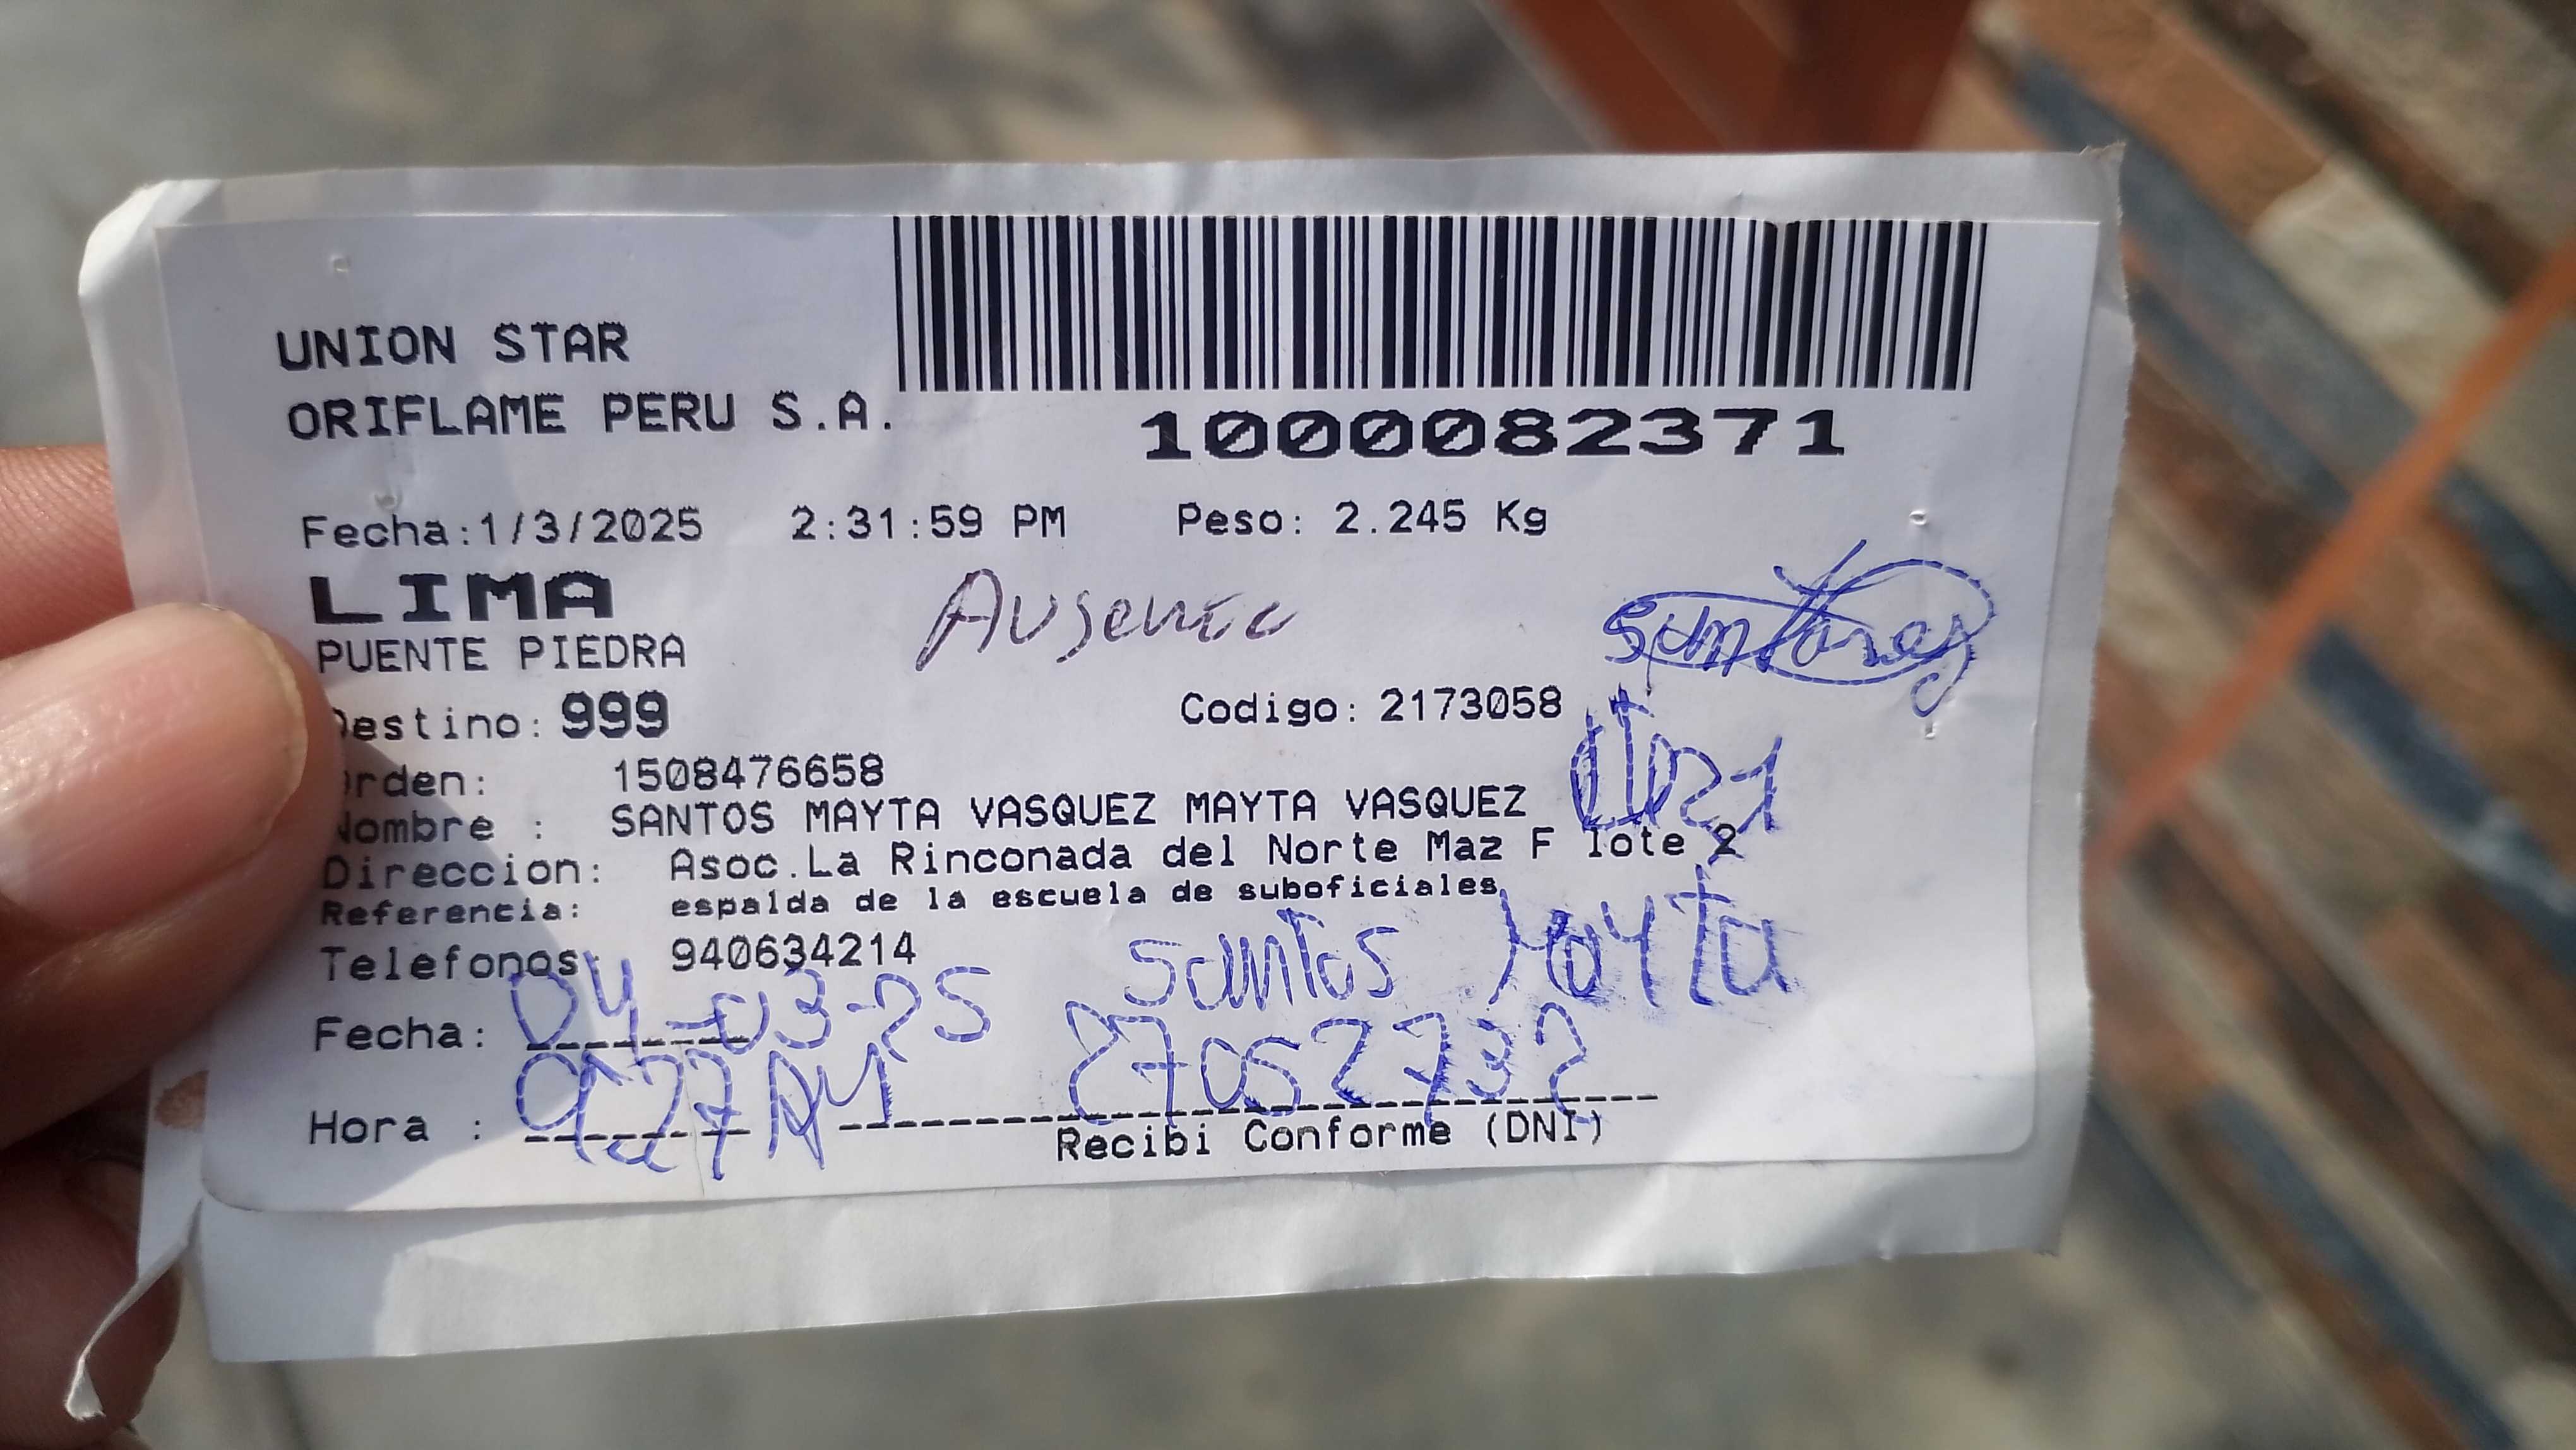 UNION STAR
ORIFLAME PERU S.A.
1000082371
Fecha:1/3/2025 2:31:59 PM Peso: 2.245 Kg
LIMA
Ausente
PUENTE PIEDRA
Destino: 999 Codigo: 2173058
Orden: 1508476658
Nombre : SANTOS MAYTA VASQUEZ MAYTA VASQUEZ
Direccion: Asoc.La Rinconada del Norte Maz F lote 2
Referencia: espalda de la escuela de suboficiales
Telefonos: 940634214
Santos Mayta
Fecha: 04-03-25
27052732
Hora : 9:27 AM
Recibi Conforme (DNI)